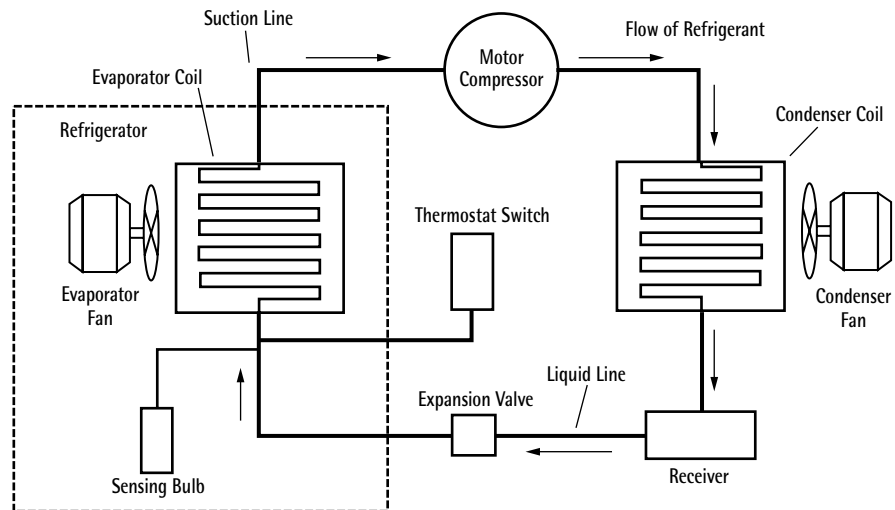 Suction Line
Flow of Refrigerant
Motor
Compressor
Evaporator Coil
Condenser Coil
Refrigerator
Thermostat Switch
Evaporator
Fan
Condenser
Fan
Liquid Line
Expansion Valve
Receiver
Sensing Bulb